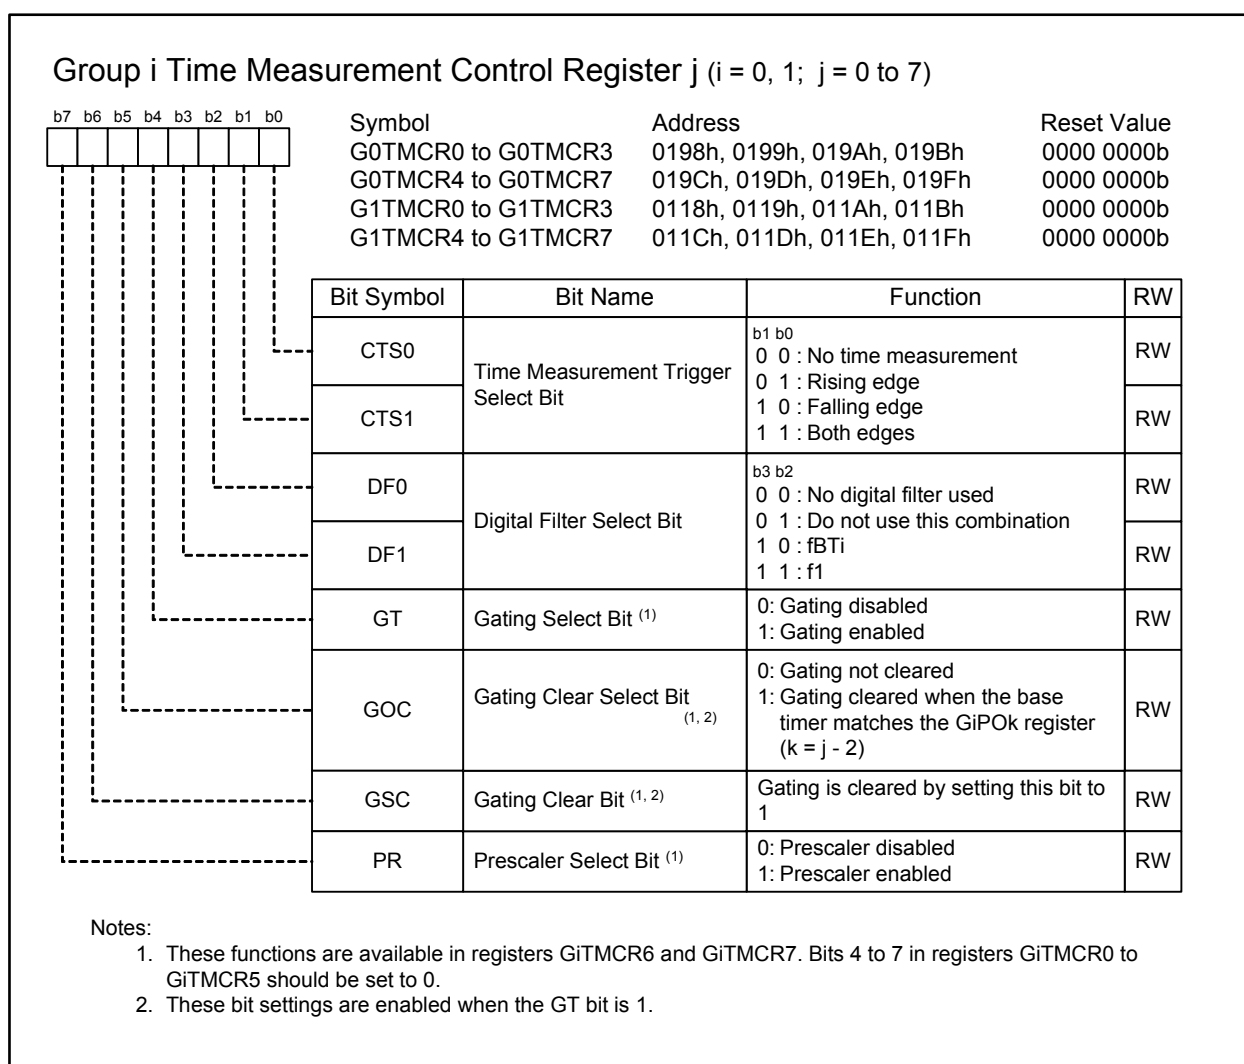 Group i Time Measurement Control Register j (i = 0, 1; j = 0 to 7)
b7 b6 b5 b4 b3 b2 b1 b0
Symbol Address Reset Value
G0TMCR0 to G0TMCR3 0198h, 0199h, 019Ah, 019Bh 0000 0000b
G0TMCR4 to G0TMCR7 019Ch, 019Dh, 019Eh, 019Fh 0000 0000b
G1TMCR0 to G1TMCR3 0118h, 0119h, 011Ah, 011Bh 0000 0000b
G1TMCR4 to G1TMCR7 011Ch, 011Dh, 011Eh, 011Fh 0000 0000b
Bit Symbol Bit Name Function RW
CTS0
CTS1
Time Measurement Trigger
Select Bit
b1 b0
0 0 : No time measurement
0 1 : Rising edge
1 0 : Falling edge
1 1 : Both edges
RW
RW
DF0
DF1
Digital Filter Select Bit
b3 b2
0 0 : No digital filter used
0 1 : Do not use this combination
1 0 : fBTi
1 1 : f1
RW
RW
GT
Gating Select Bit (1)
0: Gating disabled
1: Gating enabled
RW
GOC
Gating Clear Select Bit
(1, 2)
0: Gating not cleared
1: Gating cleared when the base
timer matches the GiPOk register
(k = j - 2)
RW
GSC
Gating Clear Bit (1, 2)
Gating is cleared by setting this bit to
1
RW
PR
Prescaler Select Bit (1)
0: Prescaler disabled
1: Prescaler enabled
RW
Notes:
1. These functions are available in registers GiTMCR6 and GiTMCR7. Bits 4 to 7 in registers GiTMCR0 to
GiTMCR5 should be set to 0.
2. These bit settings are enabled when the GT bit is 1.